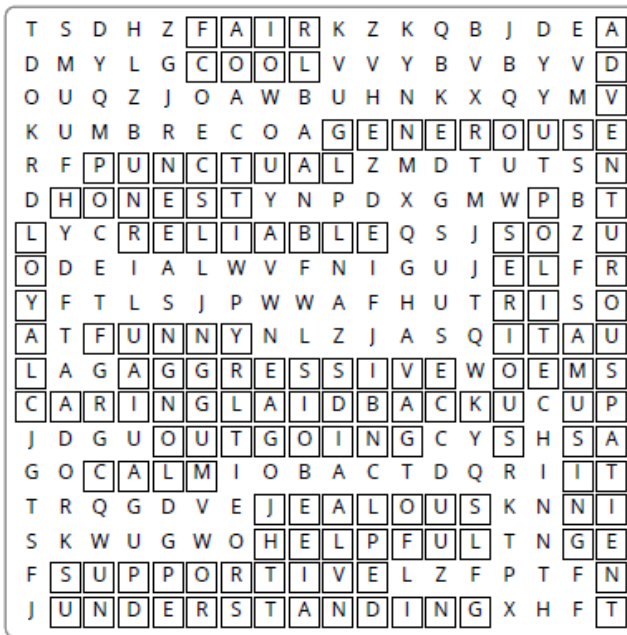 T S D H Z F A I R K Z K Q B J D E A
D M Y L G C O O L V V Y B V B Y V D
O U Q Z J O A W B U H N K X Q Y M V
K U M B R E C O A G E N E R O U S E
R F P U N C T U A L Z M D T U T S N
D H O N E S T Y N P D X G M W P B T
L Y C R E L I A B L E Q S J S O Z U
O D E I A L W V F N I G U J E L F R
Y F T L S J P W W A F H U T R I S O
A T F U N N Y N L Z J A S Q I T A U
L A G A G G R E S S I V E W O E M S
C A R I N G L A I D B A C K U C U P
J D G U O U T G O I N G C Y S H S A
G O C A L M I O B A C T D Q R I I T
T R Q G D V E J E A L O U S K N N I
S K W U G W O H E L P F U L T N G E
F S U P P O R T I V E L Z F P T F N
J U N D E R S T A N D I N G X H F T